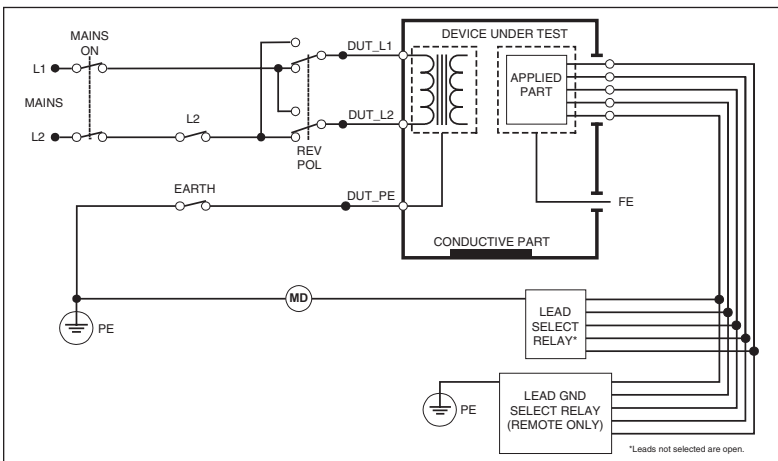 MAINS
ON
L1
MAINS
L2
L2
REV
POL
DUT_L1
DUT_L2
DEVICE UNDER TEST
APPLIED
PART
EARTH
DUT_PE
FE
CONDUCTIVE PART
MD
PE
LEAD
SELECT
RELAY*
PE
LEAD GND
SELECT RELAY
(REMOTE ONLY)
*Leads not selected are open.